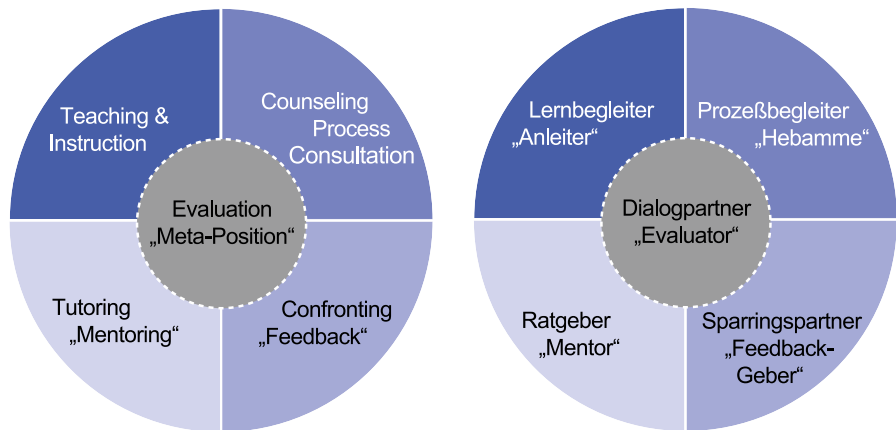 Teaching &
Instruction
Counseling
Process
Consultation
Evaluation
„Meta-Position“
Tutoring
„Mentoring“
Confronting
„Feedback“
Lernbegleiter
„Anleiter“
Prozeßbegleiter
„Hebamme“
Dialogpartner
„Evaluator“
Ratgeber
„Mentor“
Sparringspartner
„Feedback-
Geber“